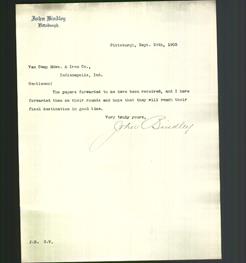 John Bindley
Pittsburgh
Pittsburgh, Sept. 29th, 1903
Van Camp Hdwe. & Iron Co.,
Indianapolis, Ind.
Gentlemen:
The papers forwarded to me have been received, and I have
forwarded them on their rounds and hope that they will reach their
final destination in good time.
Very truly yours,
John Bindley
J.B. S.V.